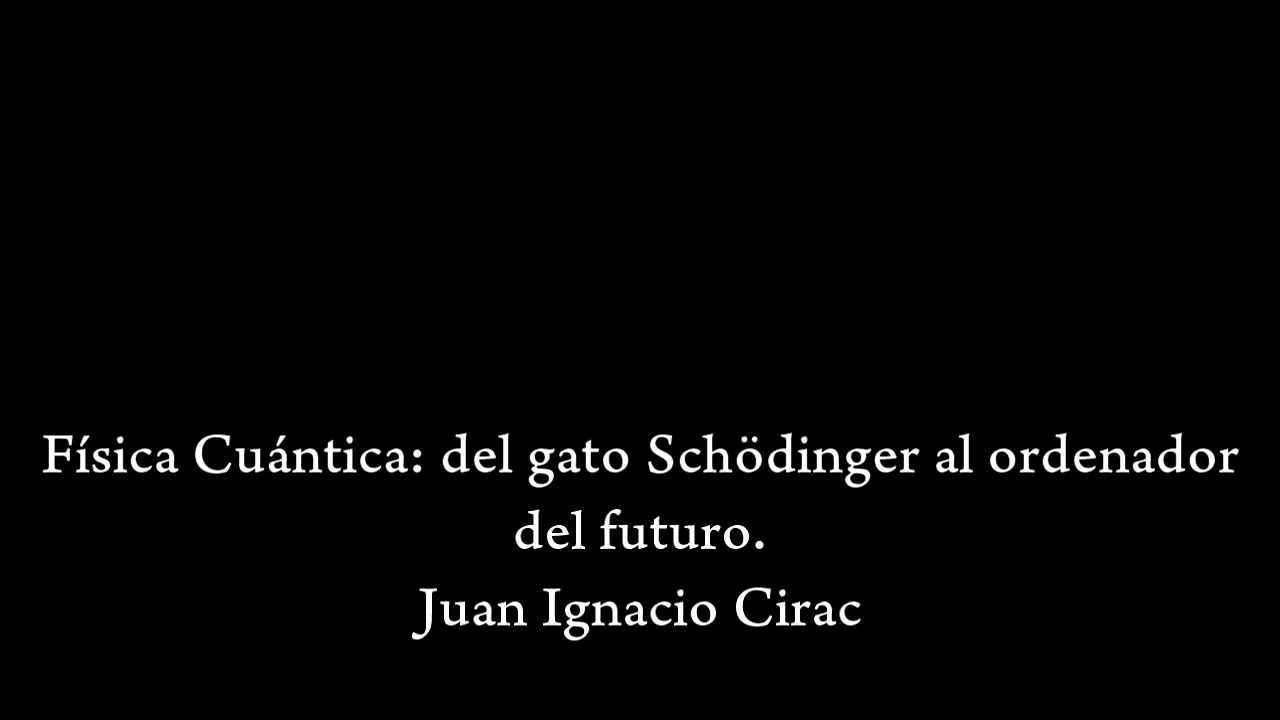 Física Cuántica: del gato Schödinger al ordenador
del futuro.
Juan Ignacio Cirac